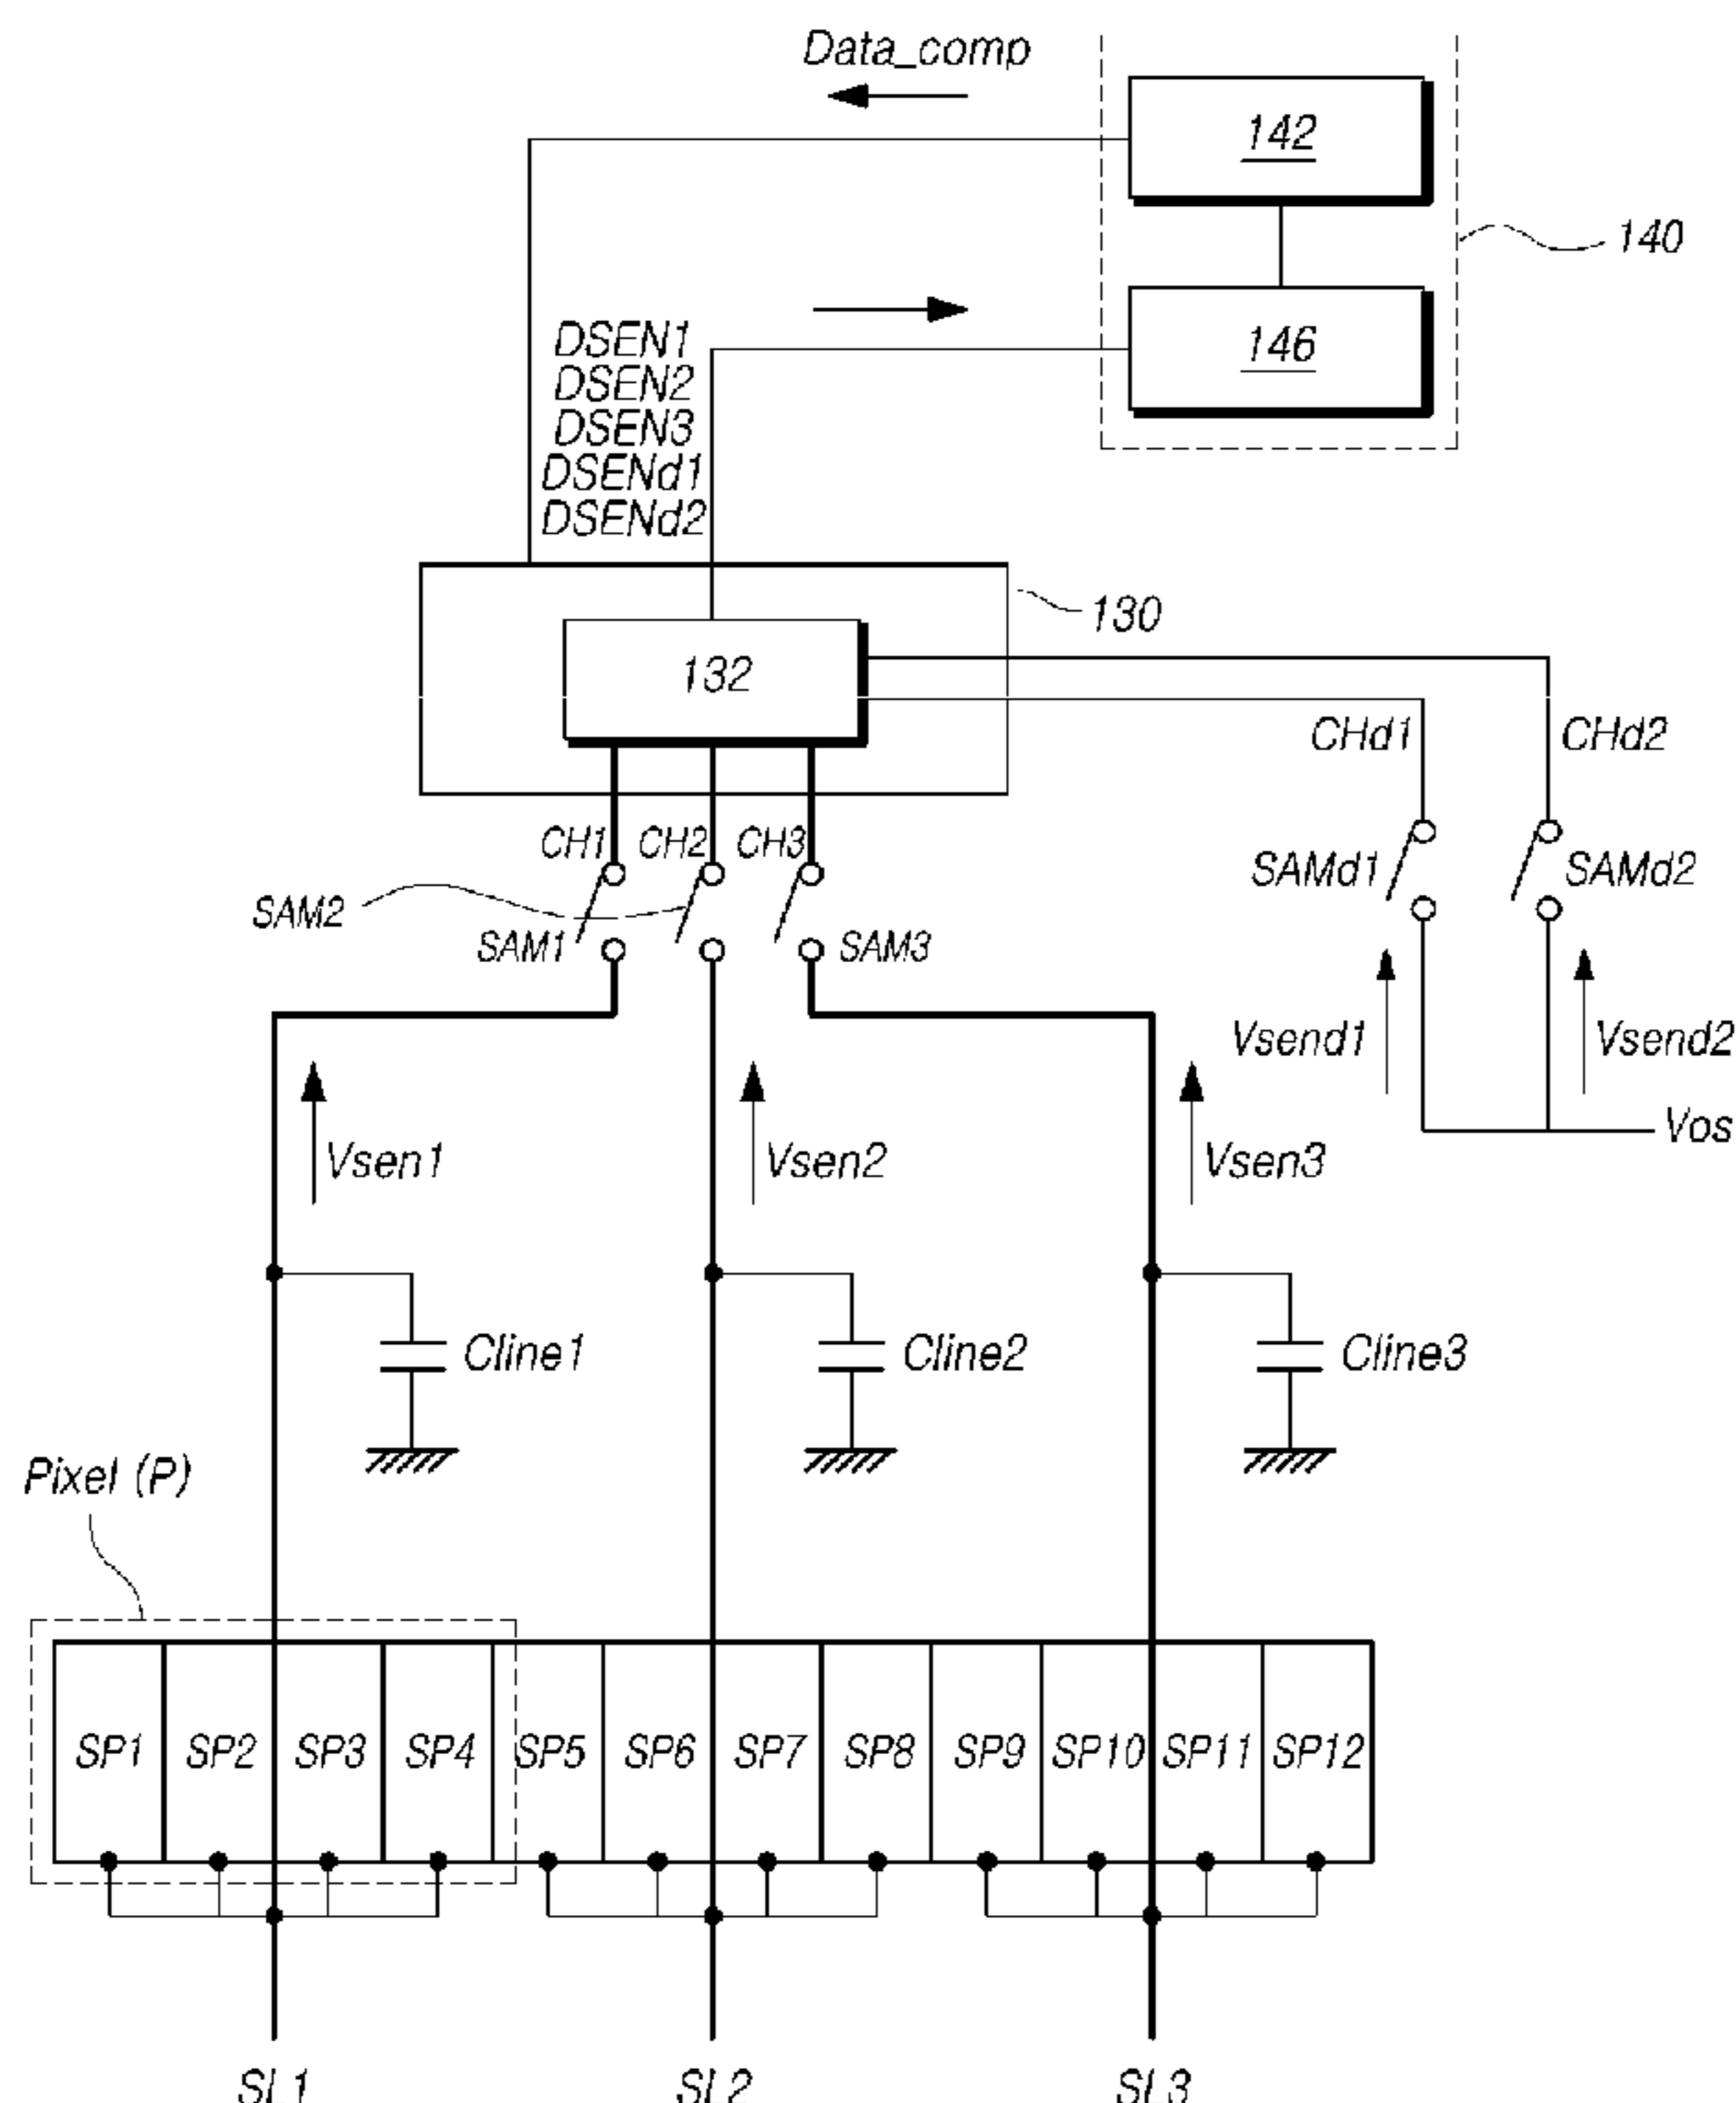 Data_comp
142
140
146
DSEN1
DSEN2
DSEN3
DSENd1
DSENd2
130
132
CHd1
CHd2
CH1
CH2
CH3
SAMd1
SAMd2
SAM2
SAM1
SAM3
Vsend1
Vsend2
Vos
Vsen1
Vsen2
Vsen3
Cline1
Cline2
Cline3
Pixel (P)
SP1
SP2
SP3
SP4
SP5
SP6
SP7
SP8
SP9
SP10
SP11
SP12
SL1
SL2
SL3